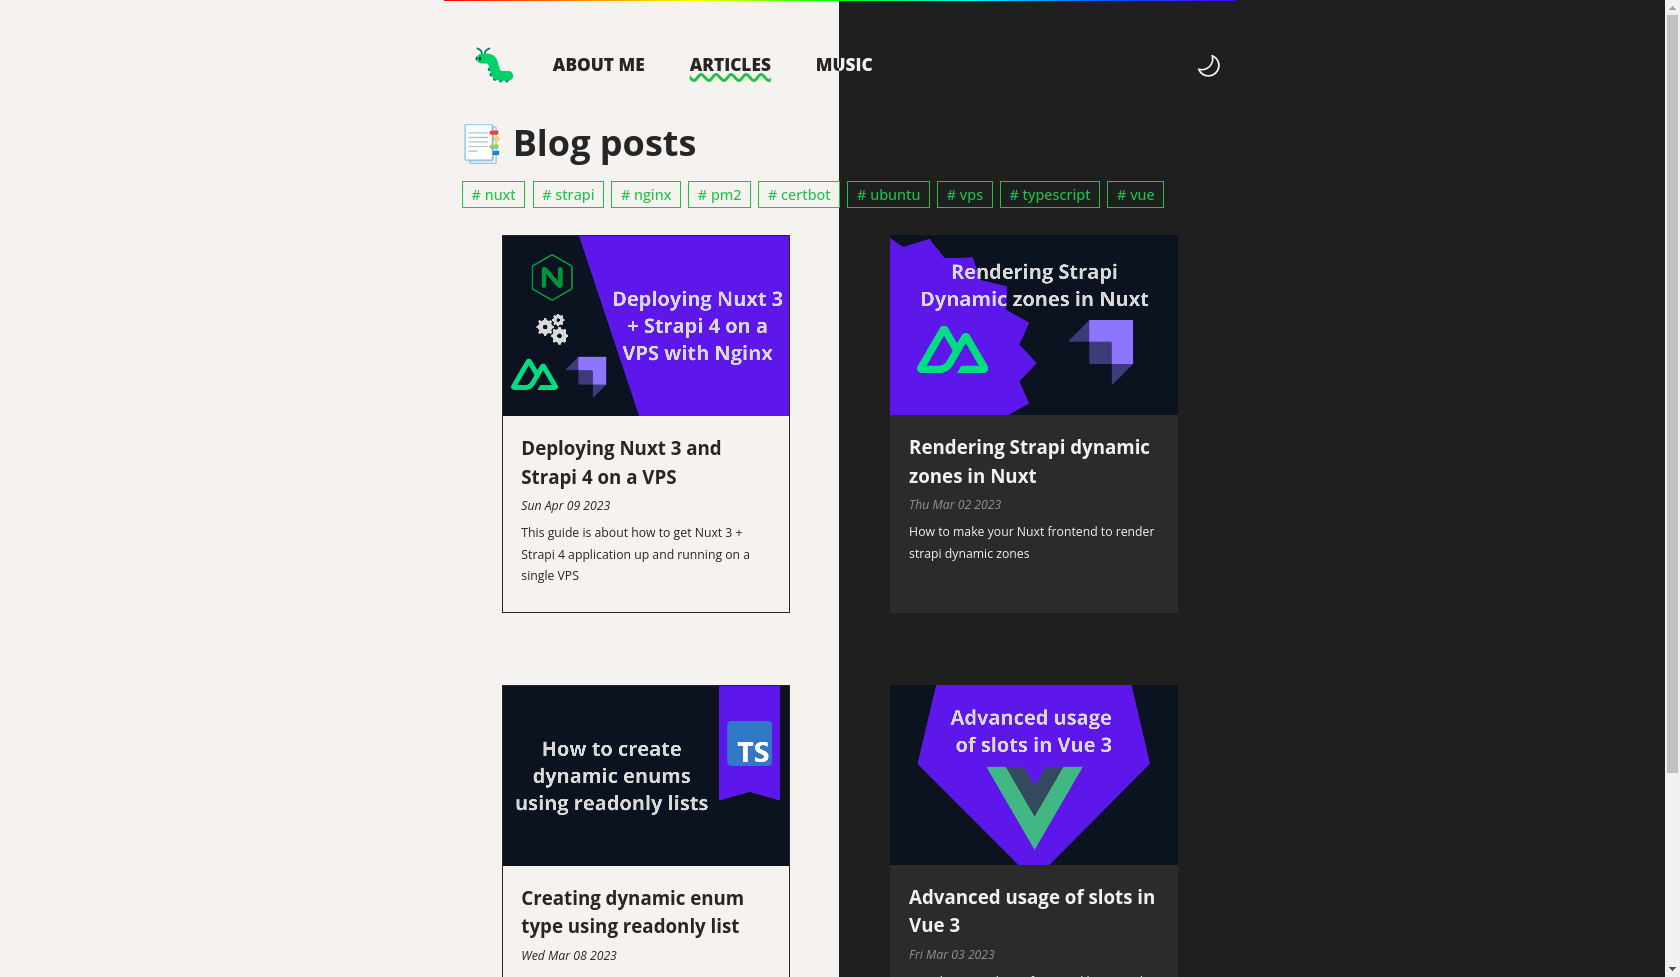 ABOUT ME
ARTICLES
MUSIC
Blog posts
# nuxt
# strapi
# nginx
# pm2
# certbot
# ubuntu
# vps
# typescript
# vue
Deploying Nuxt 3
+ Strapi 4 on a
VPS with Nginx
Deploying Nuxt 3 and
Strapi 4 on a VPS
Sun Apr 09 2023
This guide is about how to get Nuxt 3 +
Strapi 4 application up and running on a
single VPS
Rendering Strapi
Dynamic zones in Nuxt
Rendering Strapi dynamic
zones in Nuxt
Thu Mar 02 2023
How to make your Nuxt frontend to render
strapi dynamic zones
How to create
dynamic enums
using readonly lists
TS
Creating dynamic enum
type using readonly list
Wed Mar 08 2023
Advanced usage
of slots in Vue 3
Advanced usage of slots in
Vue 3
Fri Mar 03 2023